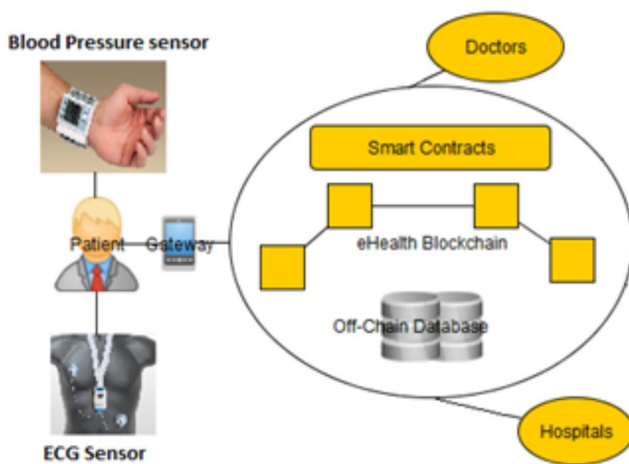 Blood Pressure sensor
Doctors
Smart Contracts
Patient
Gateway
eHealth Blockchain
Off-Chain Database
Hospitals
ECG Sensor